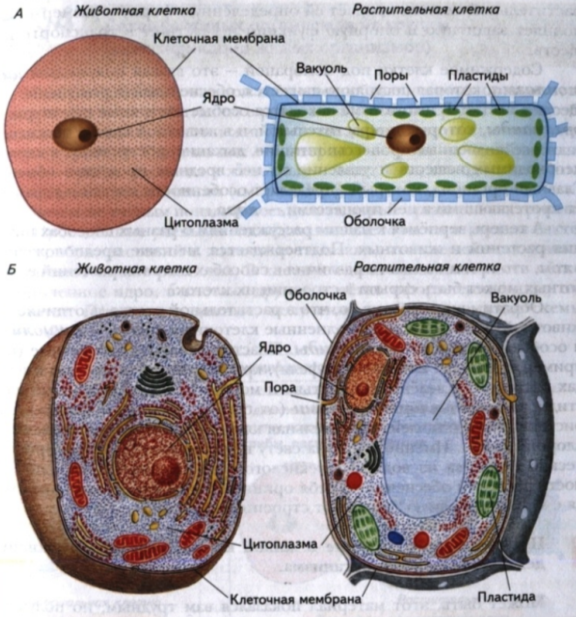 А
Животная клетка
Растительная клетка
Клеточная мембрана
Вакуоль
Поры
Пластиды
Ядро
Цитоплазма
Оболочка
Б
Животная клетка
Растительная клетка
Оболочка
Вакуоль
Ядро
Пора
Цитоплазма
Клеточная мембрана
Пластида